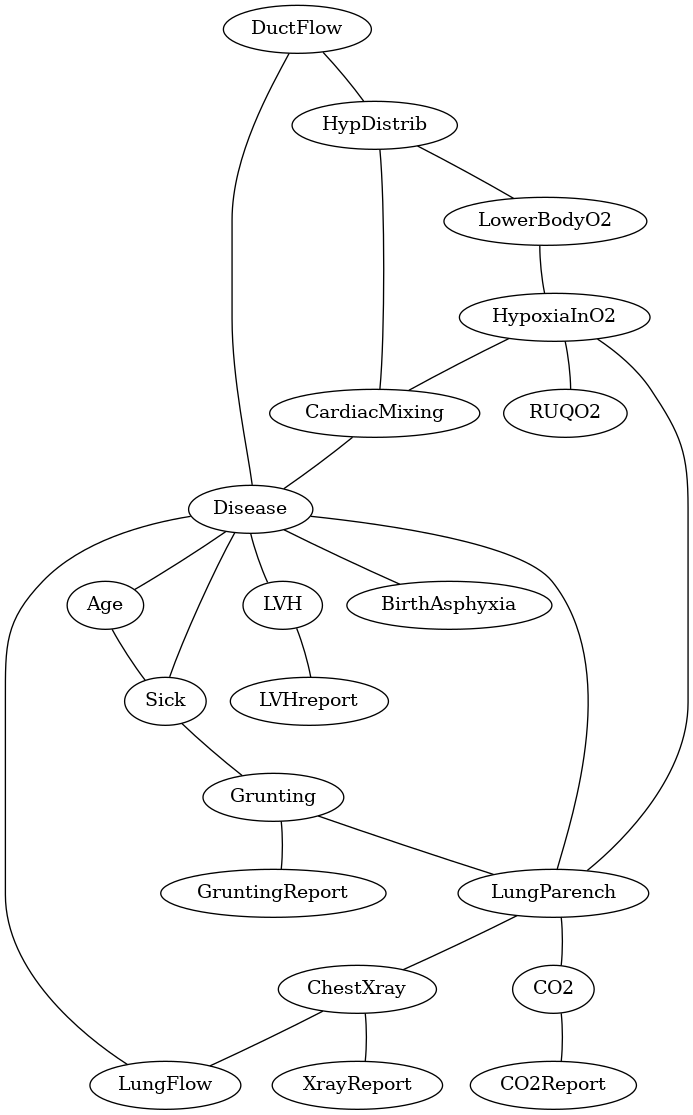 DuctFlow
HypDistrib
LowerBodyO2
HypoxiaInO2
CardiacMixing
RUQO2
Disease
Age
LVH
BirthAsphyxia
Sick
LVHreport
Grunting
GruntingReport
LungParench
ChestXray
CO2
LungFlow
XrayReport
CO2Report